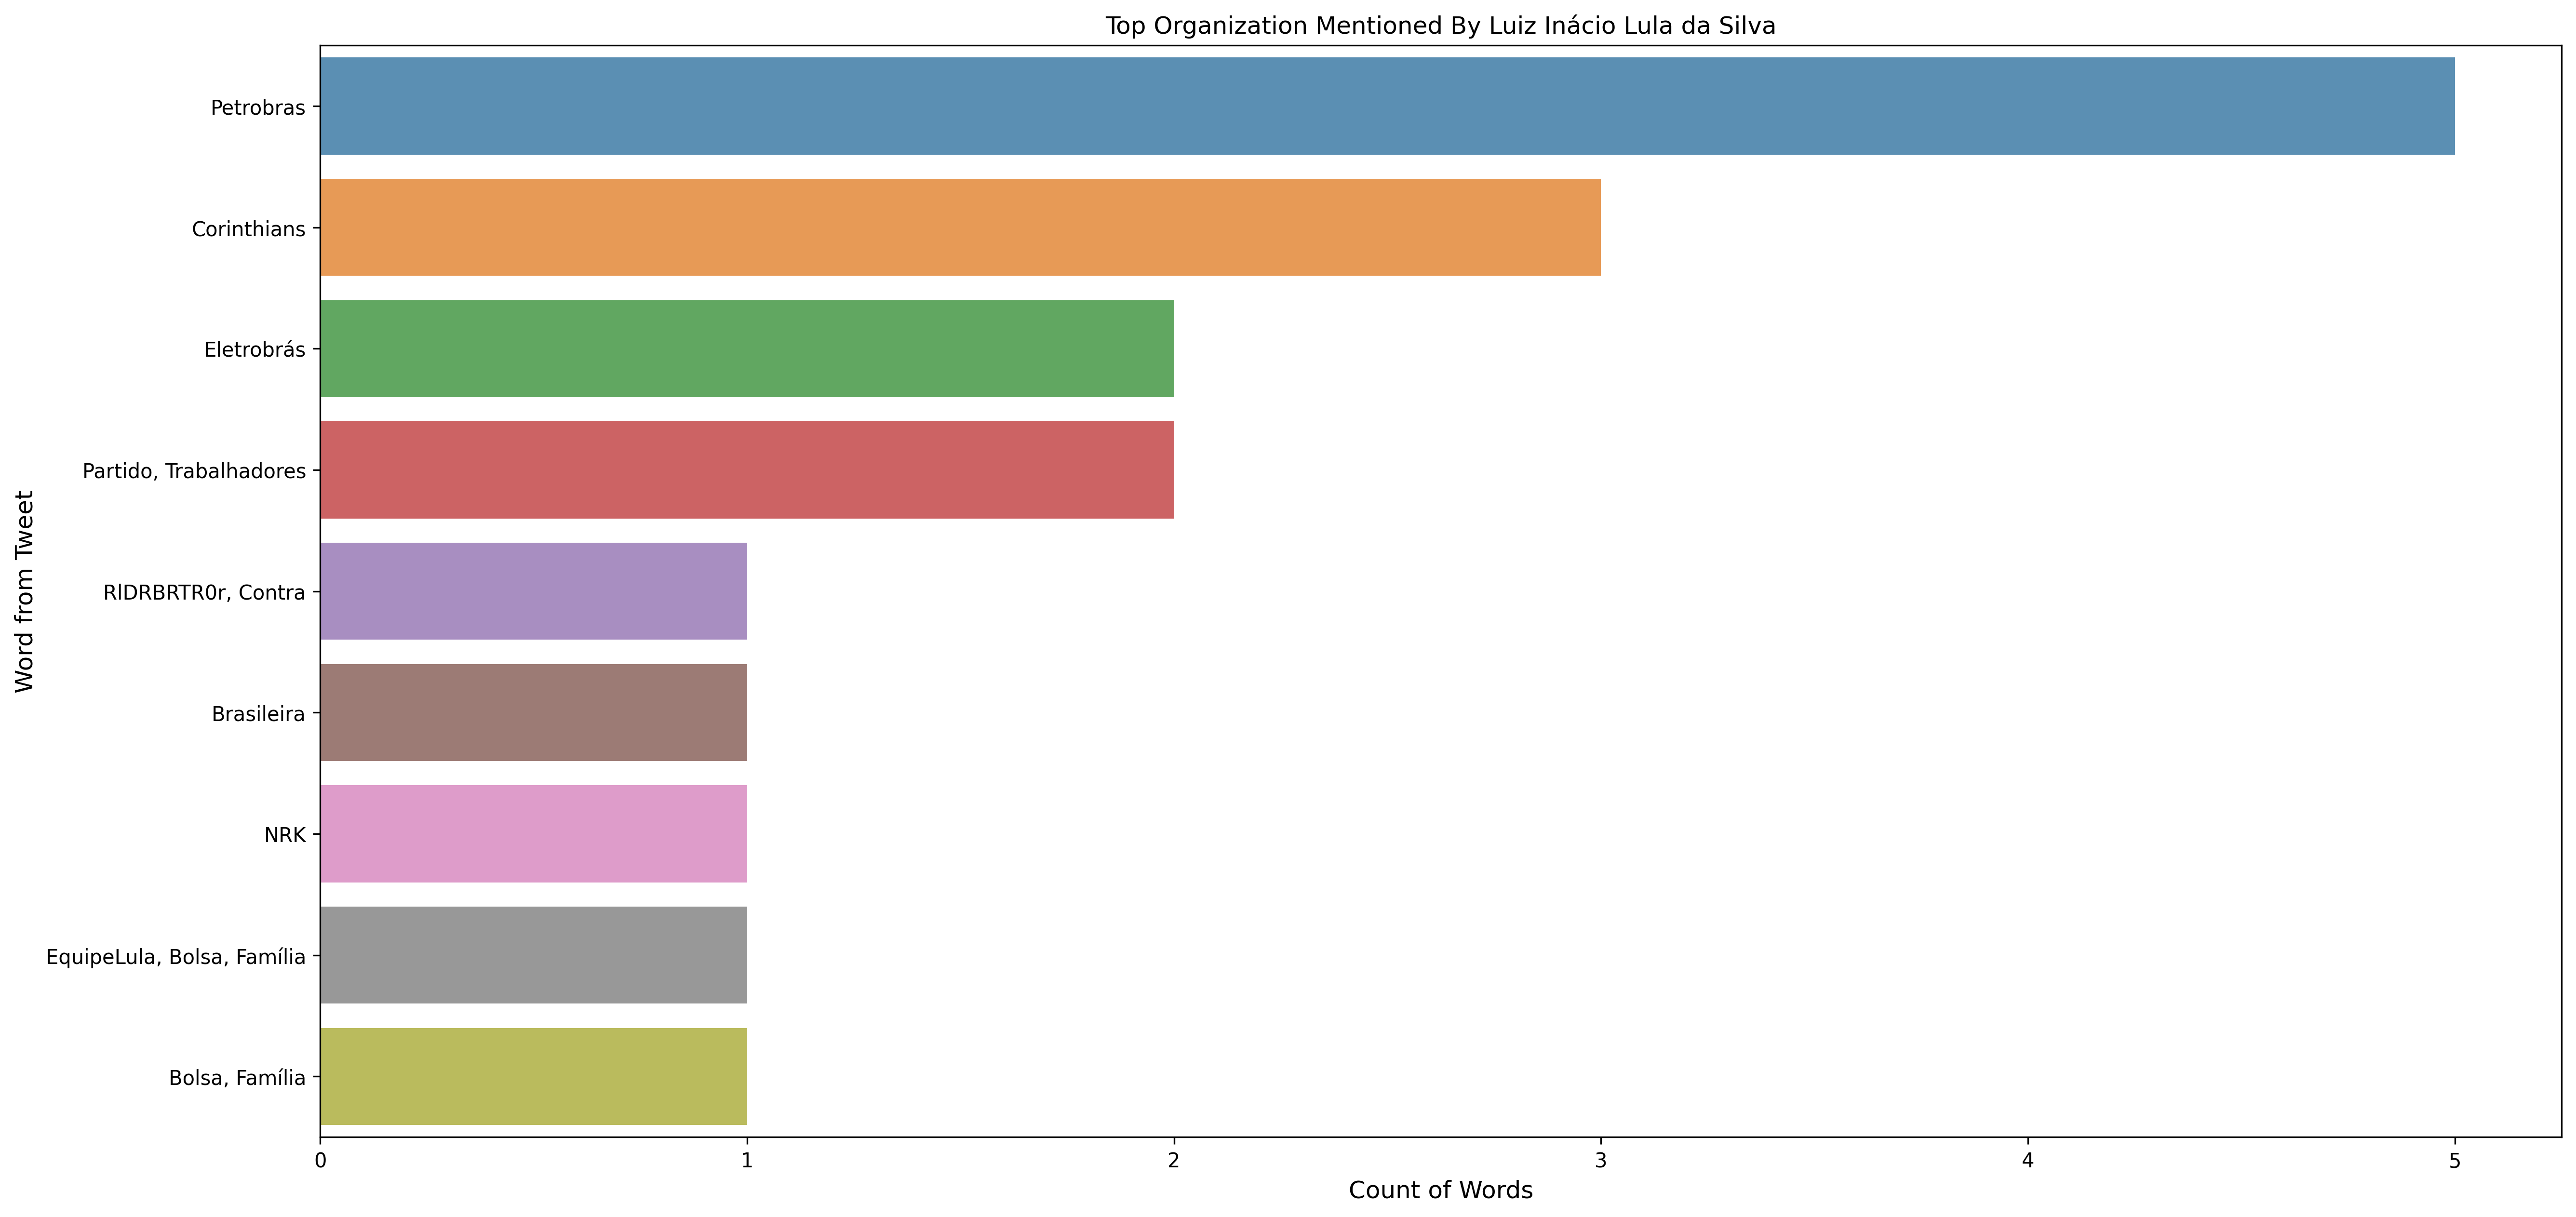 Top Organization Mentioned By Luiz Inácio Lula da Silva
Word from Tweet
Petrobras
Corinthians
Eletrobrás
Partido, Trabalhadores
RlDRBRTR0r, Contra
Brasileira
NRK
EquipeLula, Bolsa, Família
Bolsa, Família
0 1 2 3 4 5
Count of Words